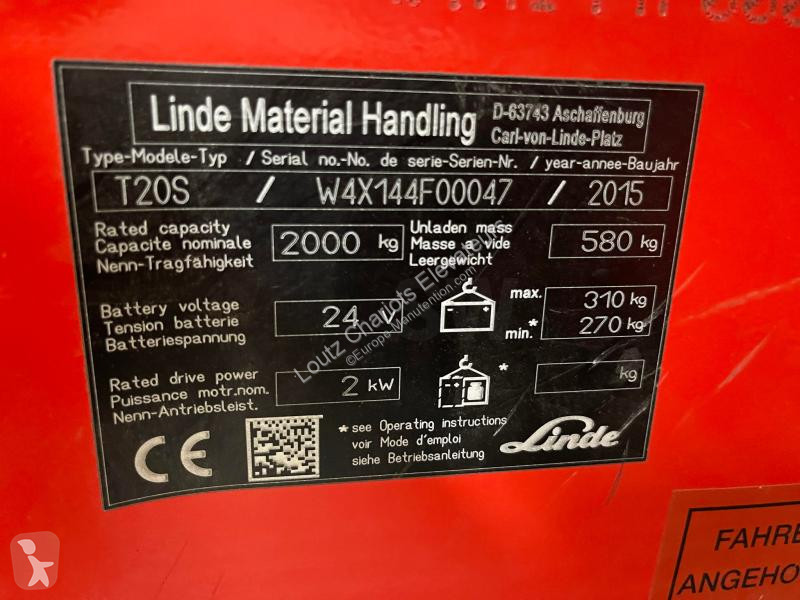 Linde Material Handling
D-63743 Aschaffenburg
Carl-von-Linde-Platz
Type-Modele-Typ / Serial no.-No. de serie-Serien-Nr. / year-annee-Baujahr
T20S / W4X144F00047 / 2015
Rated capacity
Capacite nominale
Nenn-Tragfähigkeit
2000 kg
Unladen mass
Masse a vide
Leergewicht
580 kg
Battery voltage
Tension batterie
Batteriespannung
24 V
max. 310 kg
min.* 270 kg
Rated drive power
Puissance motr.nom.
Nenn-Antriebsleist.
2 kW
* kg
CE
*see Operating instructions
voir Mode d'emploi
siehe Betriebsanleitung
Linde
Loutz Chariots Elevateurs
©Europe-Manutention.com
FAHRE
ANGEHO